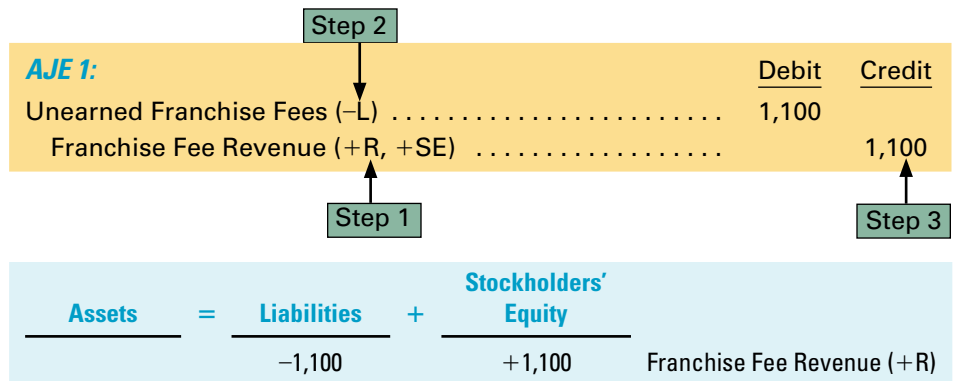 Step 2
AJE 1: Debit Credit
Unearned Franchise Fees (–L) . . . . . . . . . . . . . . . . . . . . . . . . 1,100
Franchise Fee Revenue (+R, +SE) . . . . . . . . . . . . . . . . . . 1,100
Step 1 Step 3
Stockholders'
Assets = Liabilities + Equity
–1,100 +1,100 Franchise Fee Revenue (+R)